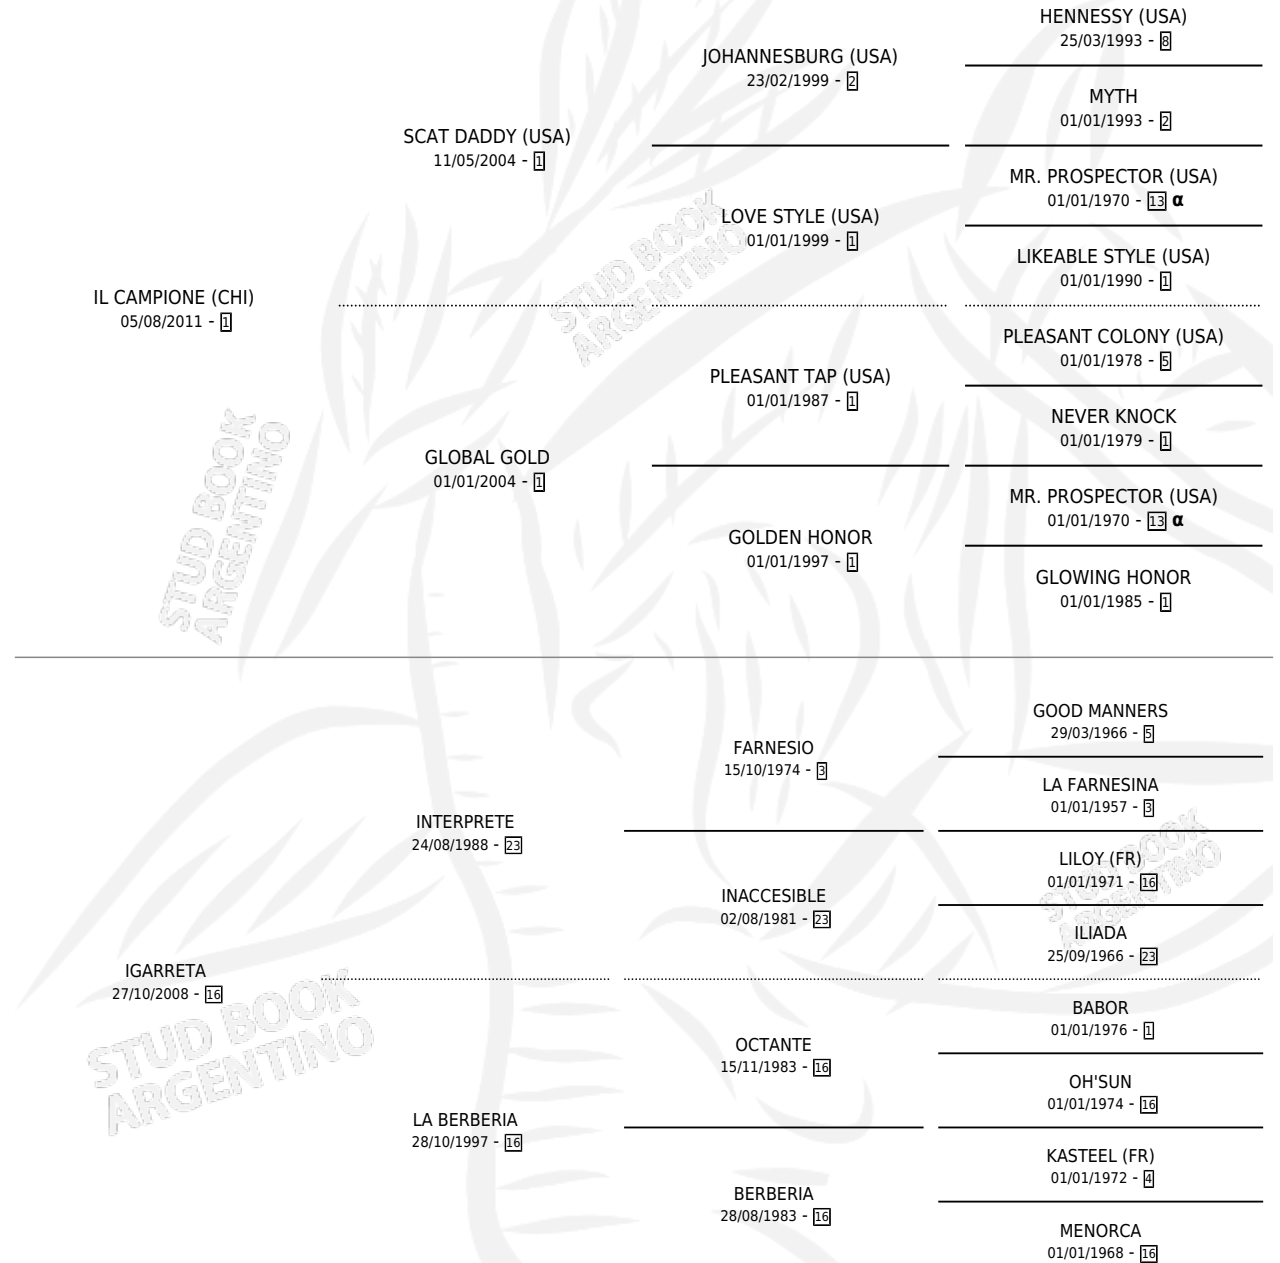 HENNESSY (USA)
25/03/1993 - 8
JOHANNESBURG (USA)
23/02/1999 - 2
MYTH
01/01/1993 - 2
SCAT DADDY (USA)
11/05/2004 - 1
MR. PROSPECTOR (USA)
01/01/1970 - 13 α
LOVE STYLE (USA)
01/01/1999 - 1
LIKEABLE STYLE (USA)
01/01/1990 - 1
IL CAMPIONE (CHI)
05/08/2011 - 1
PLEASANT COLONY (USA)
01/01/1978 - 5
PLEASANT TAP (USA)
01/01/1987 - 1
NEVER KNOCK
01/01/1979 - 1
GLOBAL GOLD
01/01/2004 - 1
MR. PROSPECTOR (USA)
01/01/1970 - 13 α
GOLDEN HONOR
01/01/1997 - 1
GLOWING HONOR
01/01/1985 - 1
GOOD MANNERS
29/03/1966 - 5
FARNESIO
15/10/1974 - 3
LA FARNESINA
01/01/1957 - 3
INTERPRETE
24/08/1988 - 23
LILOY (FR)
01/01/1971 - 16
INACCESIBLE
02/08/1981 - 23
ILIADA
25/09/1966 - 23
IGARRETA
27/10/2008 - 16
BABOR
01/01/1976 - 1
OCTANTE
15/11/1983 - 16
OH'SUN
01/01/1974 - 16
LA BERBERIA
28/10/1997 - 16
KASTEEL (FR)
01/01/1972 - 4
BERBERIA
28/08/1983 - 16
MENORCA
01/01/1968 - 16
STUD BOOK
ARGENTINO
STUD BOOK
ARGENTINO
STUD BOOK
ARGENTINO
STUD BOOK
ARGENTINO